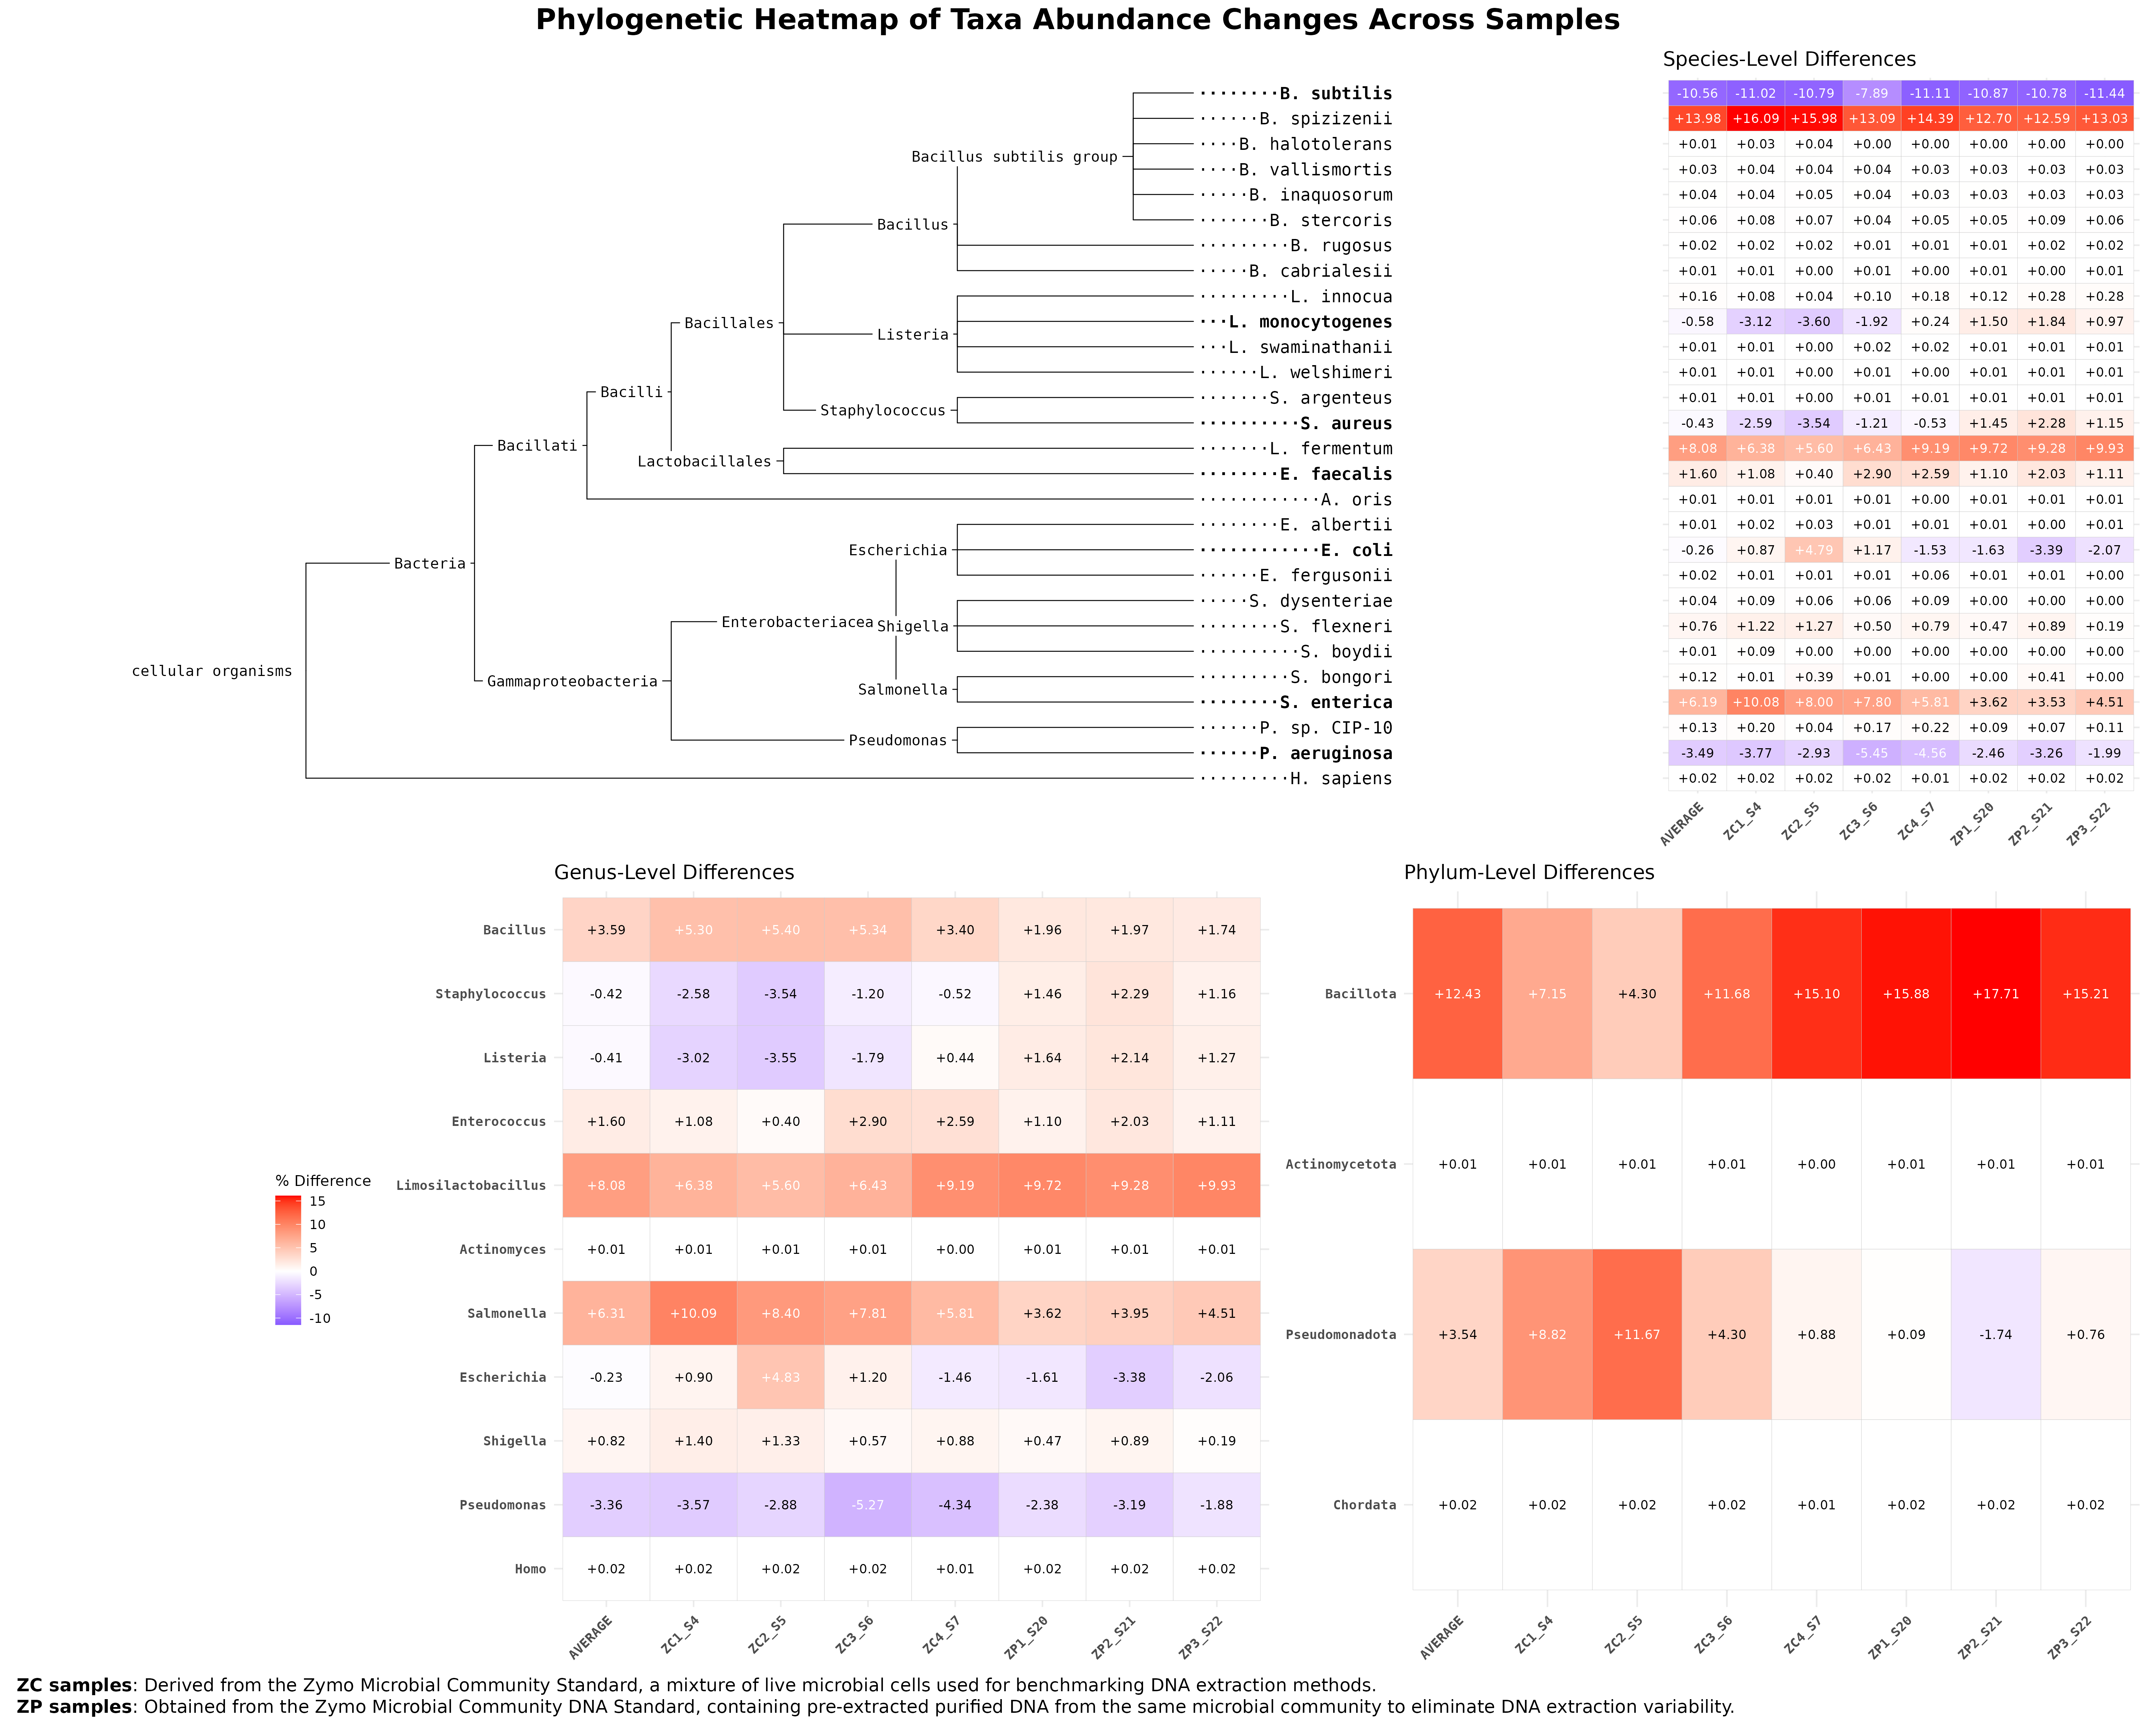 Phylogenetic Heatmap of Taxa Abundance Changes Across Samples
Species-Level Differences
cellular organisms
Bacteria
Bacillati
Bacilli
Bacillales
Bacillus
Bacillus subtilis group
Listeria
Staphylococcus
Lactobacillales
Gammaproteobacteria
Enterobacteriacea
Escherichia
Shigella
Salmonella
Pseudomonas
········B. subtilis -10.56 -11.02 -10.79 -7.89 -11.11 -10.87 -10.78 -11.44
······B. spizizenii +13.98 +16.09 +15.98 +13.09 +14.39 +12.70 +12.59 +13.03
····B. halotolerans +0.01 +0.03 +0.04 +0.00 +0.00 +0.00 +0.00 +0.00
····B. vallismortis +0.03 +0.04 +0.04 +0.04 +0.03 +0.03 +0.03 +0.03
·····B. inaquosorum +0.04 +0.04 +0.05 +0.04 +0.03 +0.03 +0.03 +0.03
·······B. stercoris +0.06 +0.08 +0.07 +0.04 +0.05 +0.05 +0.09 +0.06
·········B. rugosus +0.02 +0.02 +0.02 +0.01 +0.01 +0.01 +0.02 +0.02
·····B. cabrialesii +0.01 +0.01 +0.00 +0.01 +0.00 +0.01 +0.00 +0.01
·········L. innocua +0.16 +0.08 +0.04 +0.10 +0.18 +0.12 +0.28 +0.28
···L. monocytogenes -0.58 -3.12 -3.60 -1.92 +0.24 +1.50 +1.84 +0.97
···L. swaminathanii +0.01 +0.01 +0.00 +0.02 +0.02 +0.01 +0.01 +0.01
······L. welshimeri +0.01 +0.01 +0.00 +0.01 +0.00 +0.01 +0.01 +0.01
·······S. argenteus +0.01 +0.01 +0.00 +0.01 +0.01 +0.01 +0.01 +0.01
··········S. aureus -0.43 -2.59 -3.54 -1.21 -0.53 +1.45 +2.28 +1.15
·······L. fermentum +8.08 +6.38 +5.60 +6.43 +9.19 +9.72 +9.28 +9.93
········E. faecalis +1.60 +1.08 +0.40 +2.90 +2.59 +1.10 +2.03 +1.11
············A. oris +0.01 +0.01 +0.01 +0.01 +0.00 +0.01 +0.01 +0.01
········E. albertii +0.01 +0.02 +0.03 +0.01 +0.01 +0.01 +0.00 +0.01
············E. coli -0.26 +0.87 +4.79 +1.17 -1.53 -1.63 -3.39 -2.07
······E. fergusonii +0.02 +0.01 +0.01 +0.01 +0.06 +0.01 +0.01 +0.00
·····S. dysenteriae +0.04 +0.09 +0.06 +0.06 +0.09 +0.00 +0.00 +0.00
········S. flexneri +0.76 +1.22 +1.27 +0.50 +0.79 +0.47 +0.89 +0.19
··········S. boydii +0.01 +0.09 +0.00 +0.00 +0.00 +0.00 +0.00 +0.00
·········S. bongori +0.12 +0.01 +0.39 +0.01 +0.00 +0.00 +0.41 +0.00
········S. enterica +6.19 +10.08 +8.00 +7.80 +5.81 +3.62 +3.53 +4.51
······P. sp. CIP-10 +0.13 +0.20 +0.04 +0.17 +0.22 +0.09 +0.07 +0.11
······P. aeruginosa -3.49 -3.77 -2.93 -5.45 -4.56 -2.46 -3.26 -1.99
·········H. sapiens +0.02 +0.02 +0.02 +0.02 +0.01 +0.02 +0.02 +0.02
AVERAGE ZC1_S4 ZC2_S5 ZC3_S6 ZC4_S7 ZP1_S20 ZP2_S21 ZP3_S22
% Difference
15
10
5
0
-5
-10
Genus-Level Differences
Bacillus +3.59 +5.30 +5.40 +5.34 +3.40 +1.96 +1.97 +1.74
Staphylococcus -0.42 -2.58 -3.54 -1.20 -0.52 +1.46 +2.29 +1.16
Listeria -0.41 -3.02 -3.55 -1.79 +0.44 +1.64 +2.14 +1.27
Enterococcus +1.60 +1.08 +0.40 +2.90 +2.59 +1.10 +2.03 +1.11
Limosilactobacillus +8.08 +6.38 +5.60 +6.43 +9.19 +9.72 +9.28 +9.93
Actinomyces +0.01 +0.01 +0.01 +0.01 +0.00 +0.01 +0.01 +0.01
Salmonella +6.31 +10.09 +8.40 +7.81 +5.81 +3.62 +3.95 +4.51
Escherichia -0.23 +0.90 +4.83 +1.20 -1.46 -1.61 -3.38 -2.06
Shigella +0.82 +1.40 +1.33 +0.57 +0.88 +0.47 +0.89 +0.19
Pseudomonas -3.36 -3.57 -2.88 -5.27 -4.34 -2.38 -3.19 -1.88
Homo +0.02 +0.02 +0.02 +0.02 +0.01 +0.02 +0.02 +0.02
AVERAGE ZC1_S4 ZC2_S5 ZC3_S6 ZC4_S7 ZP1_S20 ZP2_S21 ZP3_S22
Phylum-Level Differences
Bacillota +12.43 +7.15 +4.30 +11.68 +15.10 +15.88 +17.71 +15.21
Actinomycetota +0.01 +0.01 +0.01 +0.01 +0.00 +0.01 +0.01 +0.01
Pseudomonadota +3.54 +8.82 +11.67 +4.30 +0.88 +0.09 -1.74 +0.76
Chordata +0.02 +0.02 +0.02 +0.02 +0.01 +0.02 +0.02 +0.02
AVERAGE ZC1_S4 ZC2_S5 ZC3_S6 ZC4_S7 ZP1_S20 ZP2_S21 ZP3_S22
ZC samples: Derived from the Zymo Microbial Community Standard, a mixture of live microbial cells used for benchmarking DNA extraction methods.
ZP samples: Obtained from the Zymo Microbial Community DNA Standard, containing pre-extracted purified DNA from the same microbial community to eliminate DNA extraction variability.